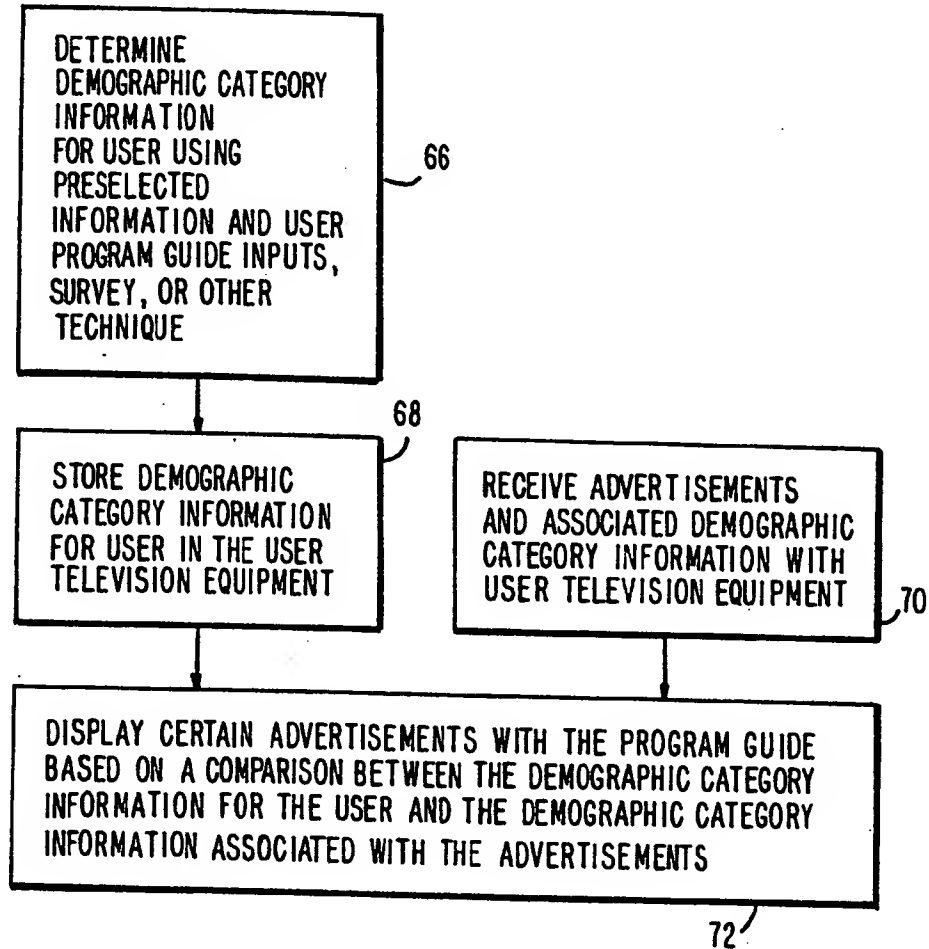 DETERMINE
DEMOGRAPHIC CATEGORY
INFORMATION
FOR USER USING
PRESELECTED
INFORMATION AND USER
PROGRAM GUIDE INPUTS,
SURVEY, OR OTHER
TECHNIQUE
66
68
STORE DEMOGRAPHIC
CATEGORY INFORMATION
FOR USER IN THE USER
TELEVISION EQUIPMENT
RECEIVE ADVERTISEMENTS
AND ASSOCIATED DEMOGRAPHIC
CATEGORY INFORMATION WITH
USER TELEVISION EQUIPMENT
70
DISPLAY CERTAIN ADVERTISEMENTS WITH THE PROGRAM GUIDE
BASED ON A COMPARISON BETWEEN THE DEMOGRAPHIC CATEGORY
INFORMATION FOR THE USER AND THE DEMOGRAPHIC CATEGORY
INFORMATION ASSOCIATED WITH THE ADVERTISEMENTS
72